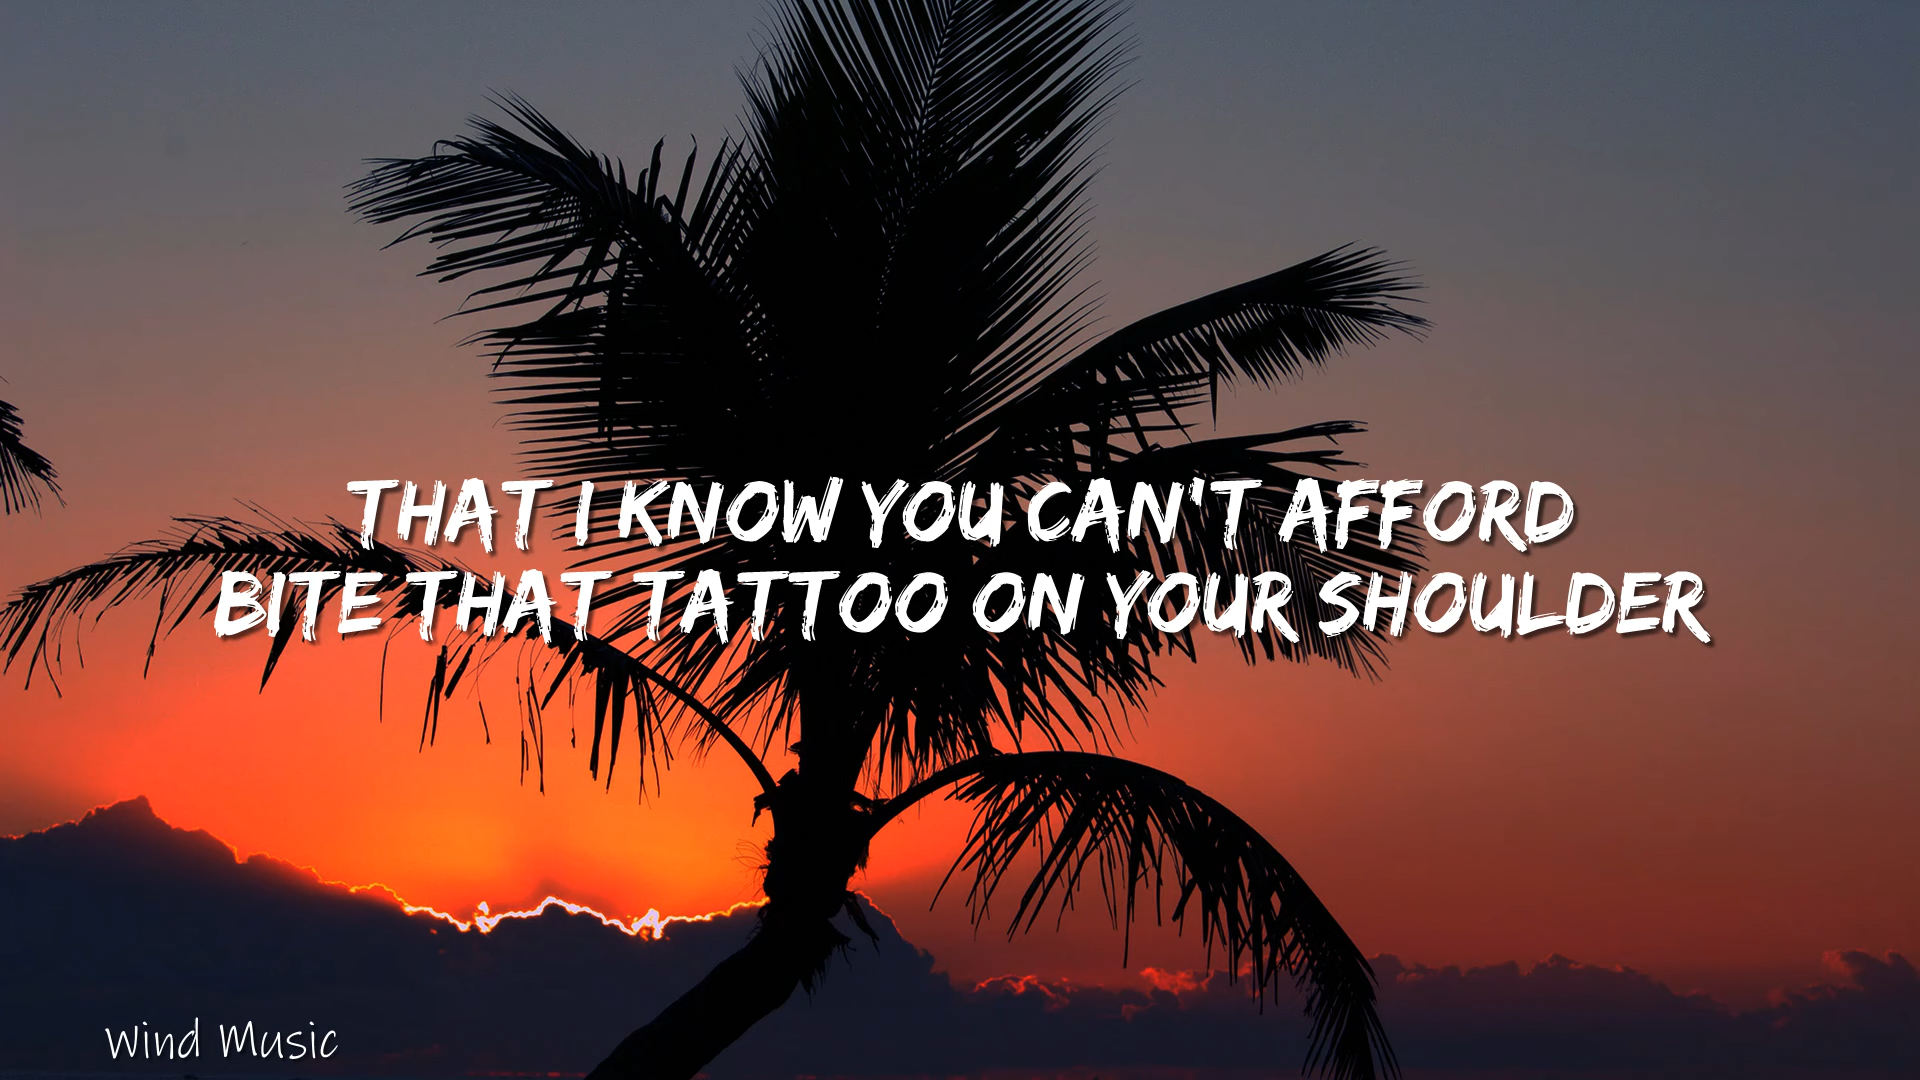 THAT I KNOW YOU CAN'T AFFORD
BITE THAT TATTOO ON YOUR SHOULDER
Wind Music